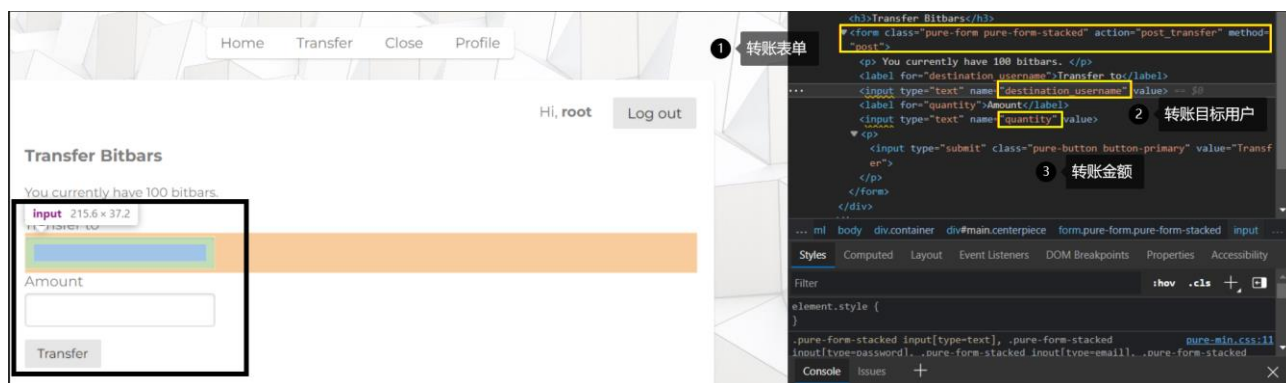 Home Transfer Close Profile
Hi, root Log out
Transfer Bitbars
You currently have 100 bitbars.
input 215.6 × 37.2
Transfer to
Amount
Transfer
1 转账表单
<h3>Transfer Bitbars</h3>
▼<form class="pure-form pure-form-stacked" action="post_transfer" method=
"post">
<p> You currently have 100 bitbars. </p>
<label for="destination_username">Transfer to</label>
... <input type="text" name="destination_username" value> == $0
<label for="quantity">Amount</label>
<input type="text" name="quantity" value>
2 转账目标用户
▼<p>
<input type="submit" class="pure-button button-primary" value="Transf
er">
</p>
3 转账金额
</form>
</div>
... ml body div.container div#main.centerpiece form.pure-form.pure-form-stacked input ...
Styles Computed Layout Event Listeners DOM Breakpoints Properties Accessibility
Filter :hov .cls +
element.style {
}
.pure-form-stacked input[type=text], .pure-form-stacked pure-min.css:11
input[type=password], .pure-form-stacked input[type=email], .pure-form-stacked
Console Issues +